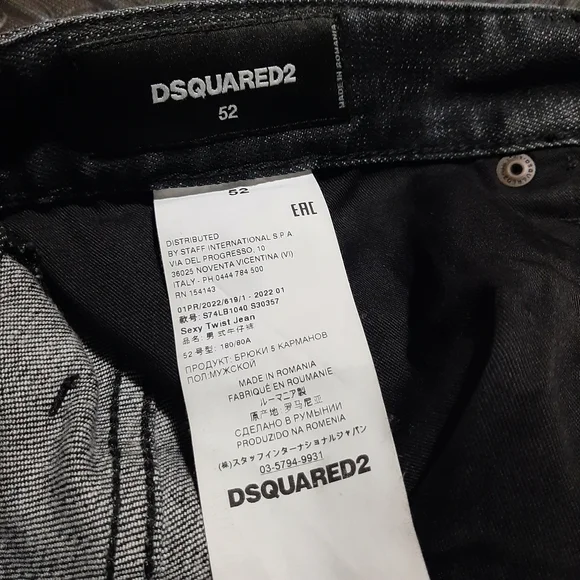 DSQUARED2
52
MADE IN ROMANIA
52
EAC
DISTRIBUTED
BY STAFF INTERNATIONAL S.P.A
VIA DEL PROGRESSO, 10
36025 NOVENTA VICENTINA (VI)
ITALY - PH 0444 784 500
RN 154143
01PR/2022/619/1 - 2022 01
款号: S74LB1040 S30357
Sexy Twist Jean
品名: 男 式牛仔裤
52 号型: 180/80A
ПРОДУКТ: БРЮКИ 5 КАРМАНОВ
ПОЛ:МУЖСКОЙ
MADE IN ROMANIA
FABRIQUÉ EN ROUMANIE
ルーマニア製
原产地 罗马尼亚
СДЕЛАНО В РУМЫНИИ
PRODUZIDO NA ROMENIA
(株)スタッフインターナショナルジャパン
03-5794-9931
DSQUARED2